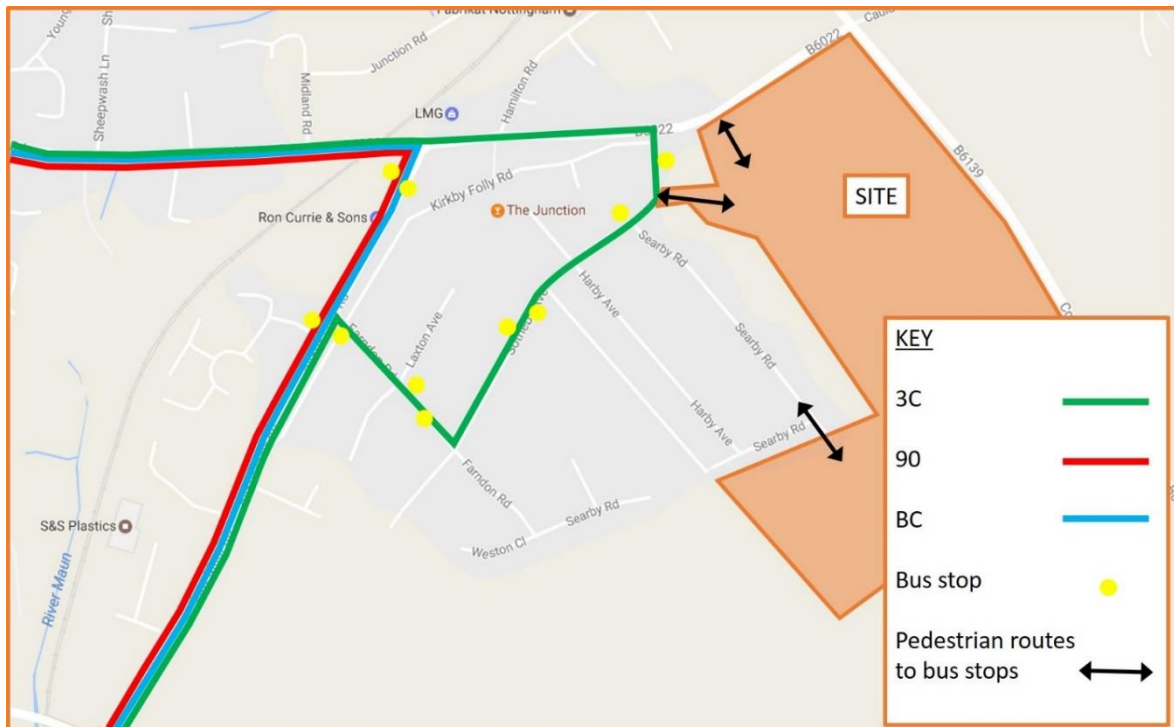 Fabrikat Nottingham
B6022
Junction Rd
Sheepwash Ln
Midland Rd
Hamilton Rd
LMG
B6139
Kirkby Folly Rd
SITE
Ron Currie & Sons
The Junction
Searby Rd
Harby Ave
Laxton Ave
Farndon Rd
Searby Rd
Harby Ave
Searby Rd
Farndon Rd
Searby Rd
Weston Cl
S&S Plastics
River Maun
KEY
3C
90
BC
Bus stop
Pedestrian routes
to bus stops